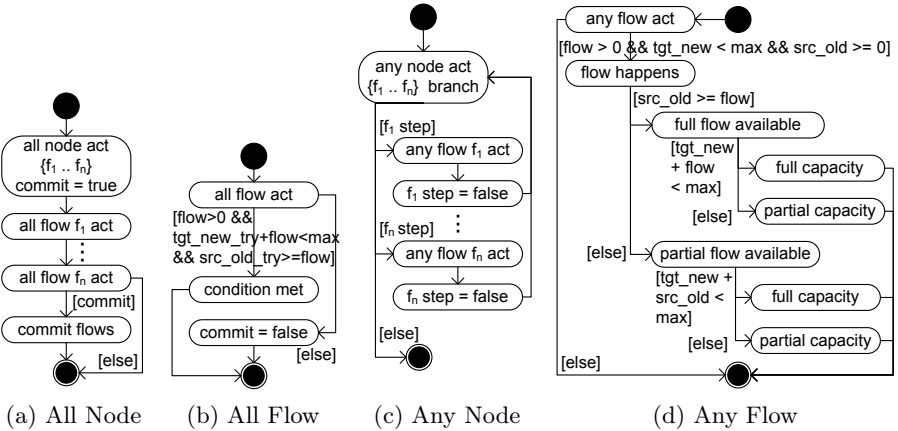 all node act
{f1 .. fn}
commit = true
all flow f1 act
⋮
all flow fn act
[commit]
commit flows
[else]
(a) All Node
all flow act
[flow>0 &&
tgt_new_try+flow<max
&& src_old_try>=flow]
condition met
commit = false
[else]
(b) All Flow
any node act
{f1 .. fn} branch
[f1 step]
any flow f1 act
f1 step = false
⋮
[fn step]
any flow fn act
fn step = false
[else]
(c) Any Node
any flow act
[flow > 0 && tgt_new < max && src_old >= 0]
flow happens
[src_old >= flow]
full flow available
[tgt_new
+ flow
< max]
full capacity
[else]
partial capacity
[else]
partial flow available
[tgt_new +
src_old <
max]
full capacity
[else]
partial capacity
[else]
(d) Any Flow